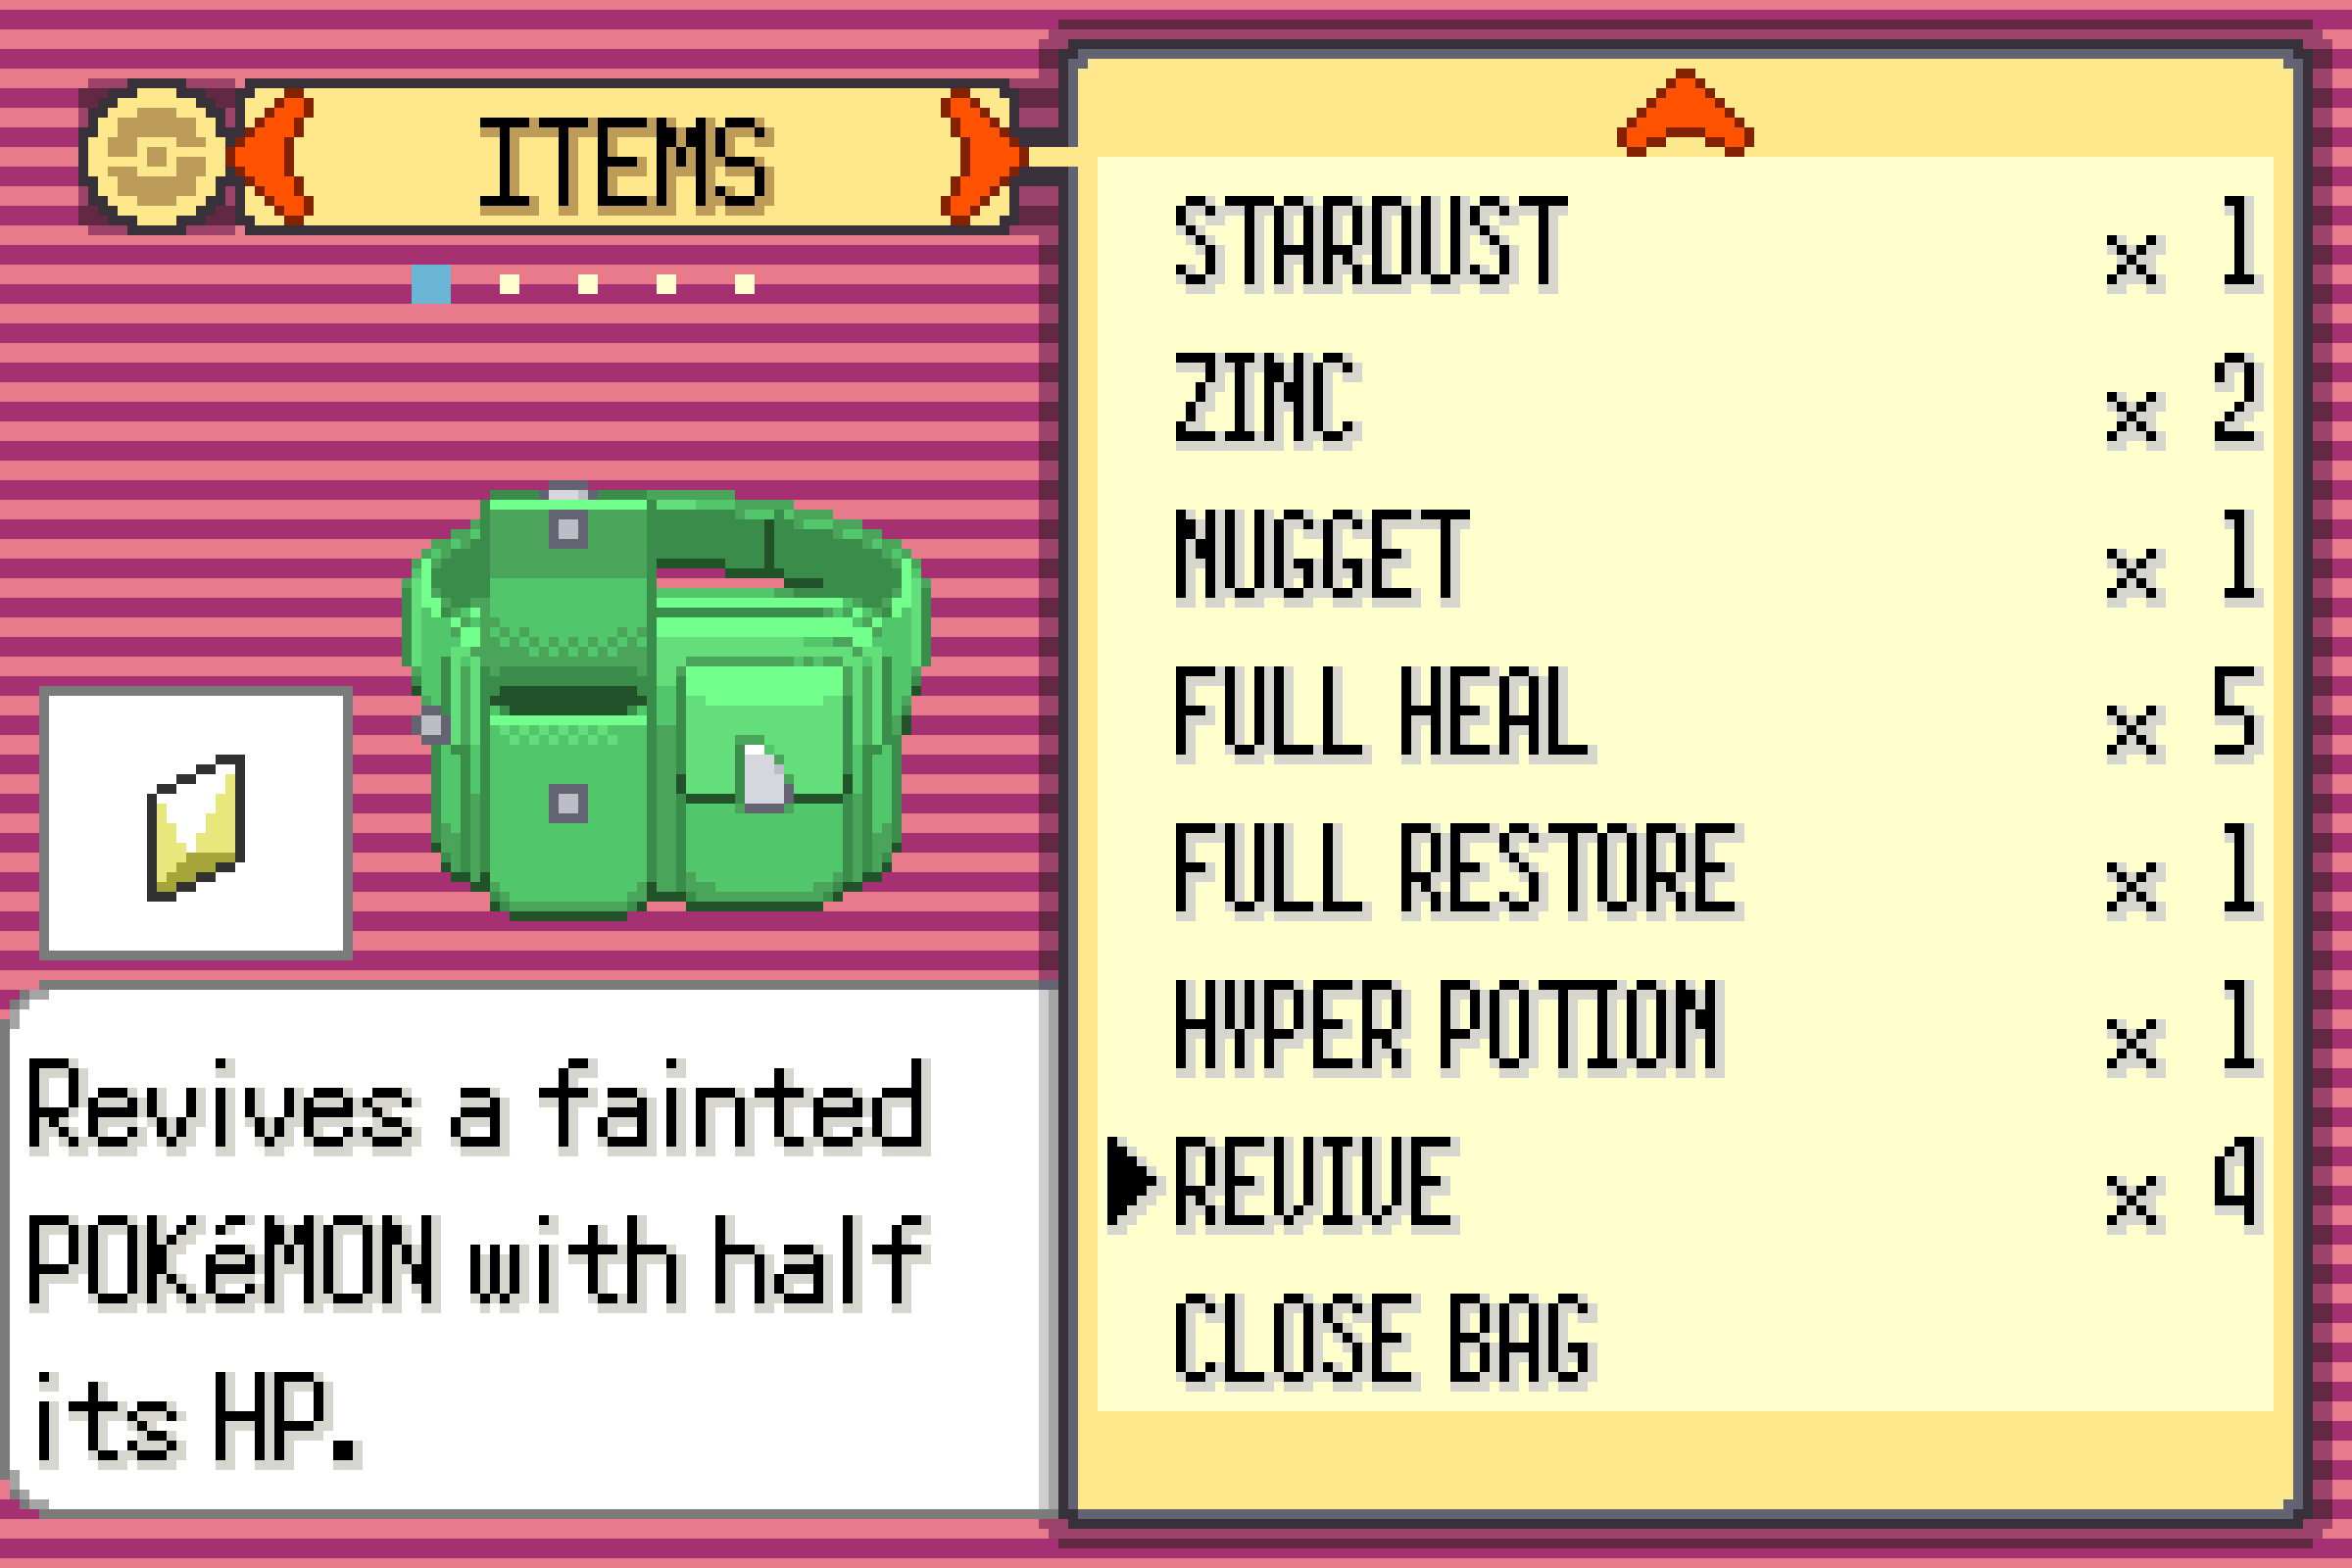 ITEMS
STARDUST × 1
ZINC × 2
NUGGET × 1
FULL HEAL × 5
FULL RESTORE × 1
HYPER POTION × 1
▶REVIVE × 4
CLOSE BAG
Revives a fainted
POKéMON with half
its HP.